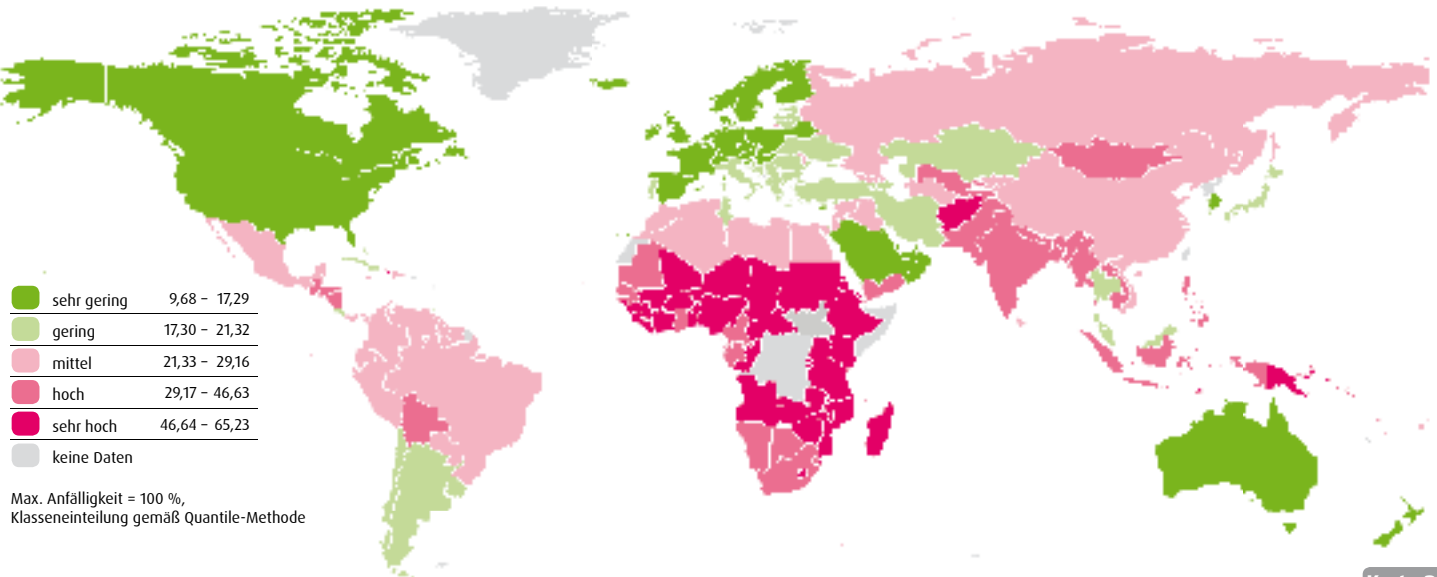 sehr gering 9,68 – 17,29
gering 17,30 – 21,32
mittel 21,33 – 29,16
hoch 29,17 – 46,63
sehr hoch 46,64 – 65,23
keine Daten
Max. Anfälligkeit = 100 %,
Klasseneinteilung gemäß Quantile-Methode